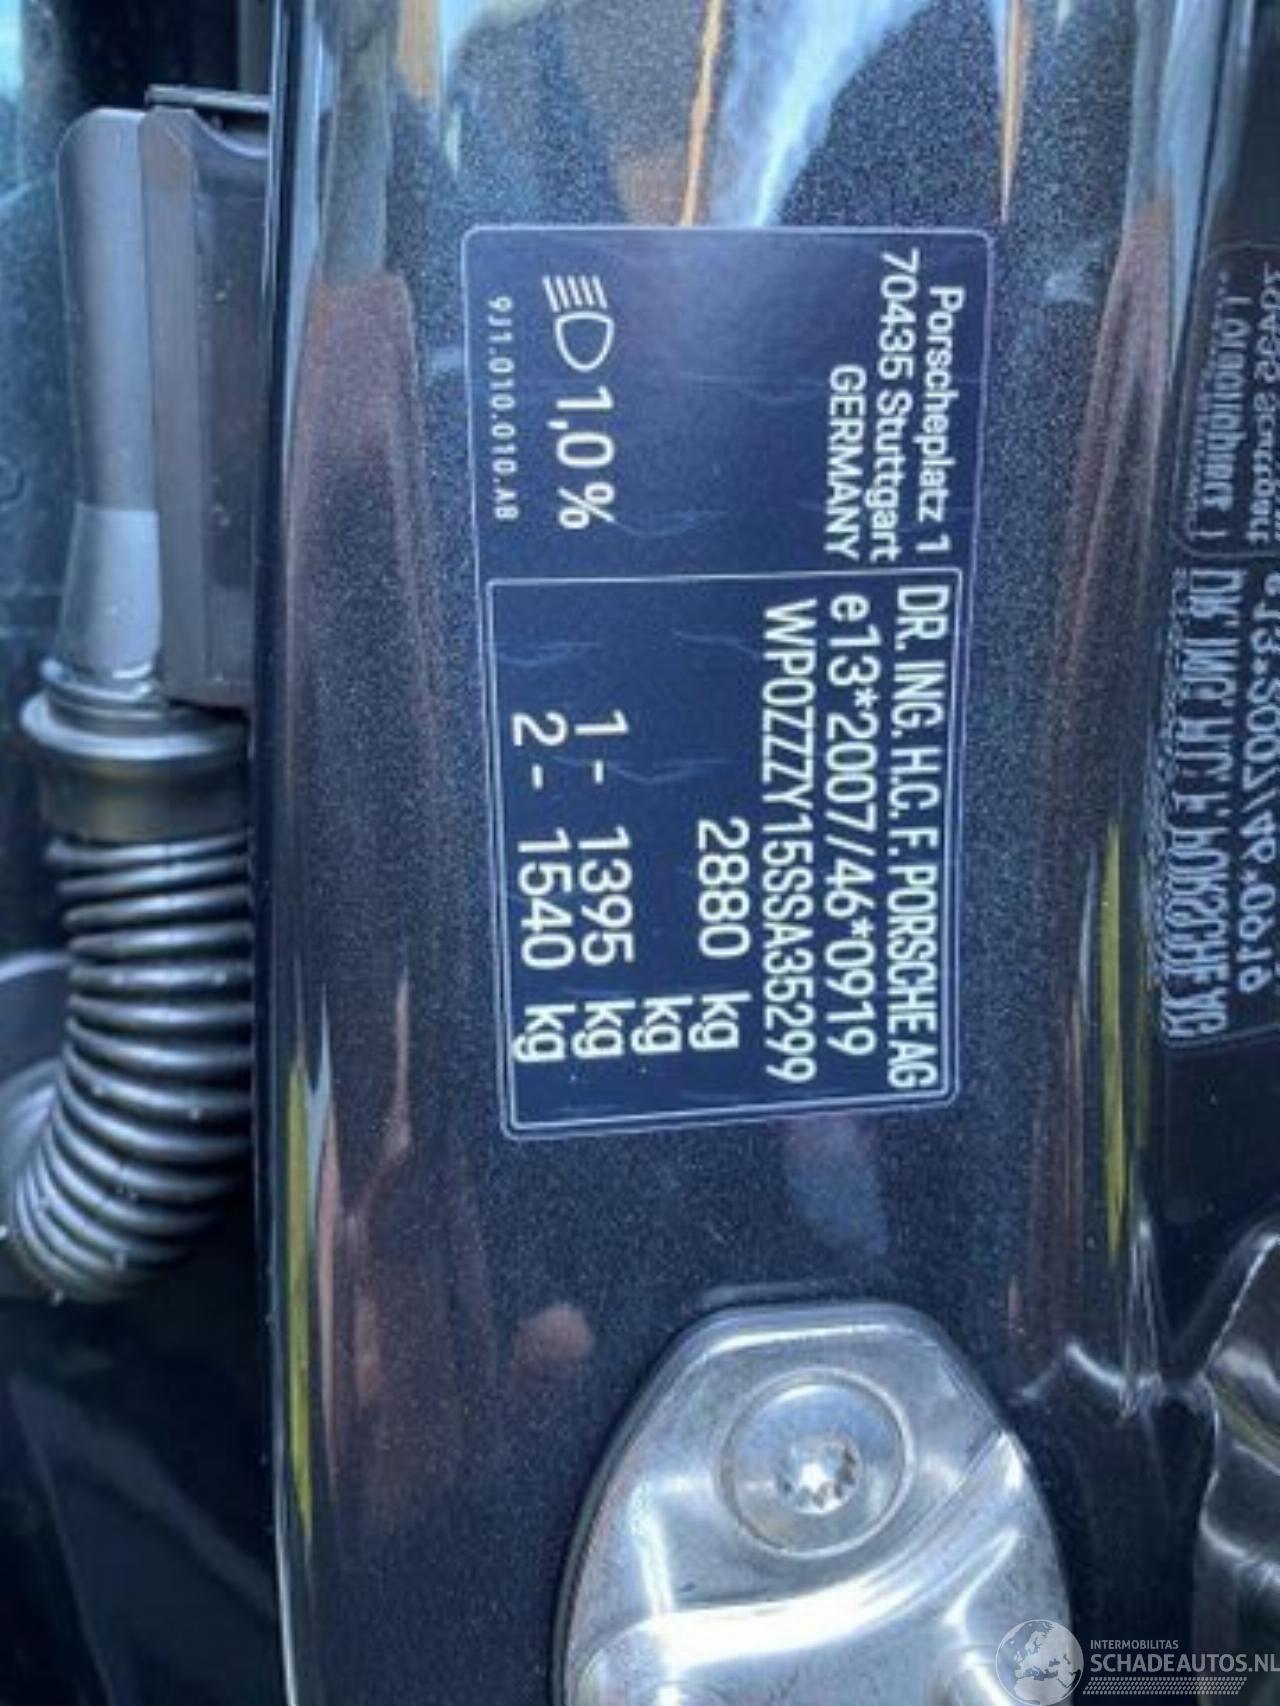 Porscheplatz 1
70435 Stuttgart
GERMANY
1,0 %
9J1.010.010.AB
DR. ING. H.C. F. PORSCHE AG
e13*2007/46*0919
WP0ZZZY15SSA35299
2880 kg
kg
1 - 1395 kg
2 - 1540 kg
INTERMOBILITAS
SCHADEAUTOS.NL